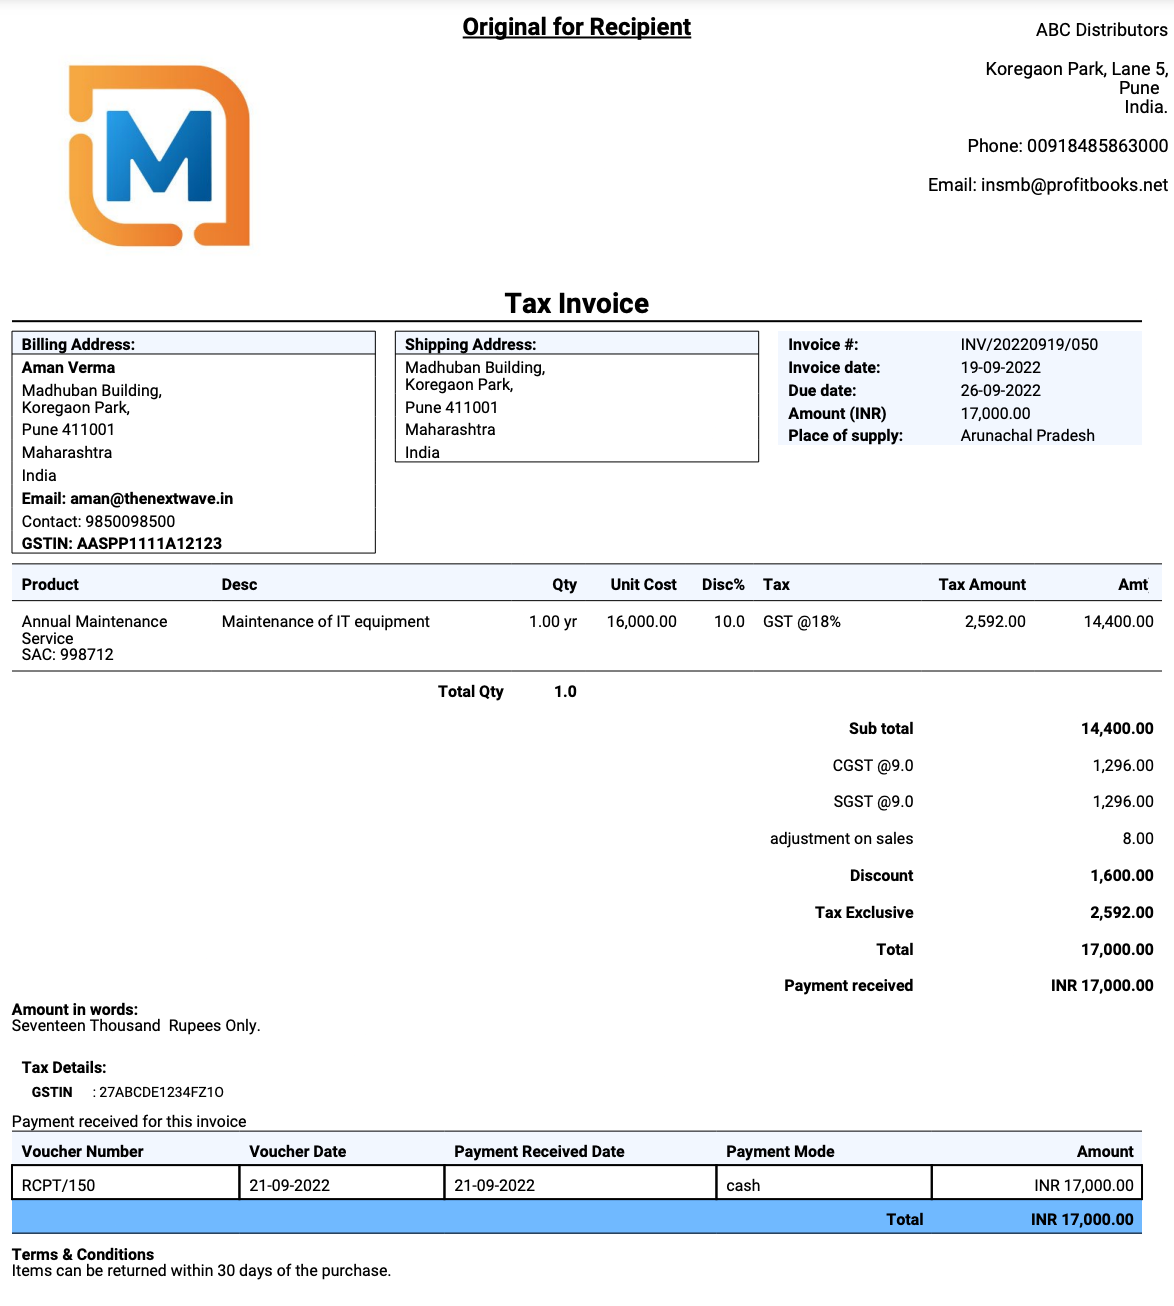 Original for Recipient
ABC Distributors
Koregaon Park, Lane 5,
Pune
India.
Phone: 00918485863000
Email: insmb@profitbooks.net
M
Tax Invoice
Billing Address:
Aman Verma
Madhuban Building,
Koregaon Park,
Pune 411001
Maharashtra
India
Email: aman@thenextwave.in
Contact: 9850098500
GSTIN: AASPP1111A12123
Shipping Address:
Madhuban Building,
Koregaon Park,
Pune 411001
Maharashtra
India
Invoice #: INV/20220919/050
Invoice date: 19-09-2022
Due date: 26-09-2022
Amount (INR) 17,000.00
Place of supply: Arunachal Pradesh
Product Desc Qty Unit Cost Disc% Tax Tax Amount Amt
Annual Maintenance Maintenance of IT equipment 1.00 yr 16,000.00 10.0 GST @18% 2,592.00 14,400.00
Service
SAC: 998712
Total Qty 1.0
Sub total 14,400.00
CGST @9.0 1,296.00
SGST @9.0 1,296.00
adjustment on sales 8.00
Discount 1,600.00
Tax Exclusive 2,592.00
Total 17,000.00
Payment received INR 17,000.00
Amount in words:
Seventeen Thousand  Rupees Only.
Tax Details:
GSTIN : 27ABCDE1234FZ1O
Payment received for this invoice
Voucher Number Voucher Date Payment Received Date Payment Mode Amount
RCPT/150 21-09-2022 21-09-2022 cash INR 17,000.00
Total INR 17,000.00
Terms & Conditions
Items can be returned within 30 days of the purchase.